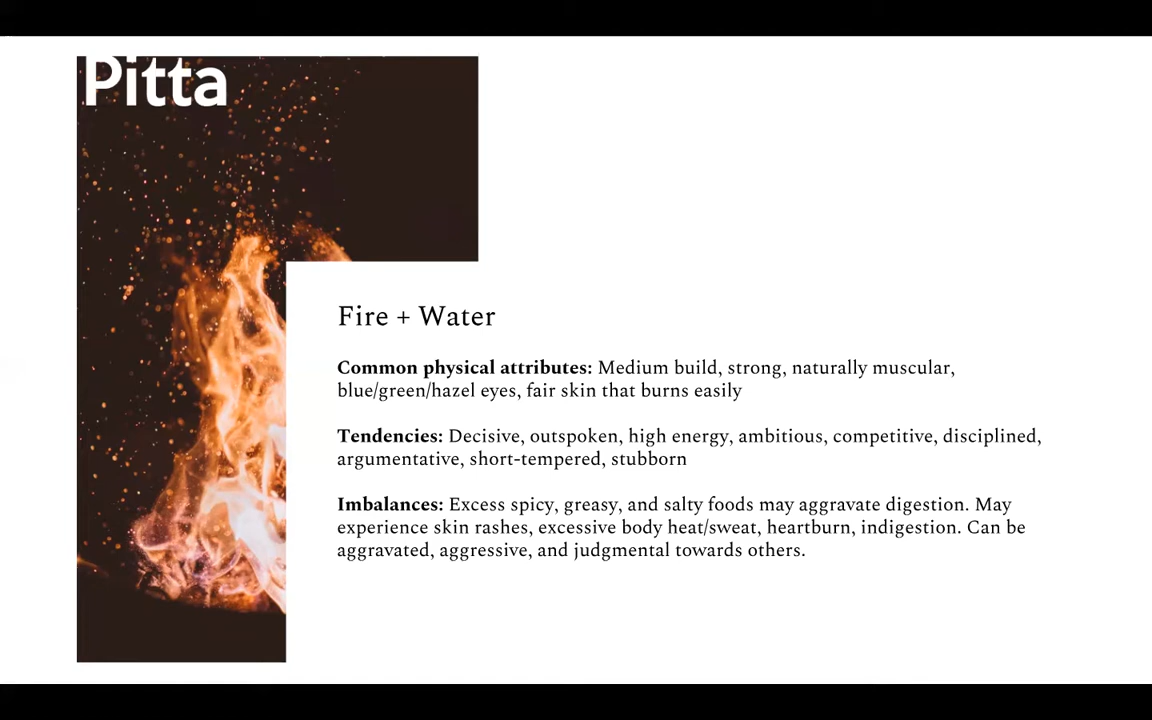 Pitta
Fire + Water
Common physical attributes: Medium build, strong, naturally muscular,
blue/green/hazel eyes, fair skin that burns easily
Tendencies: Decisive, outspoken, high energy, ambitious, competitive, disciplined,
argumentative, short-tempered, stubborn
Imbalances: Excess spicy, greasy, and salty foods may aggravate digestion. May
experience skin rashes, excessive body heat/sweat, heartburn, indigestion. Can be
aggravated, aggressive, and judgmental towards others.